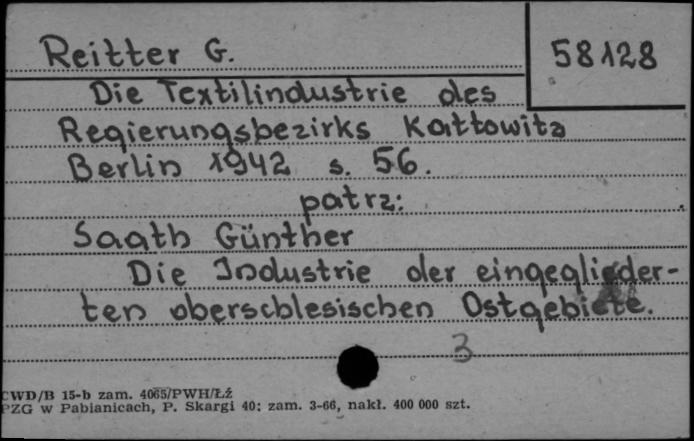 Reitter G.
58128
Die Textilindustrie des
Regierungsbezirks Kattowitz
Berlin 1942 s. 56.
patrz:
Saath Günther
Die Industrie der eingeglieder-
ten oberschlesischen Ostgebiete.
3
CWD/B 15-b zam. 4065/PWH/Łź
PZG w Pabianicach, P. Skargi 40; zam. 3-66, nakł. 400 000 szt.